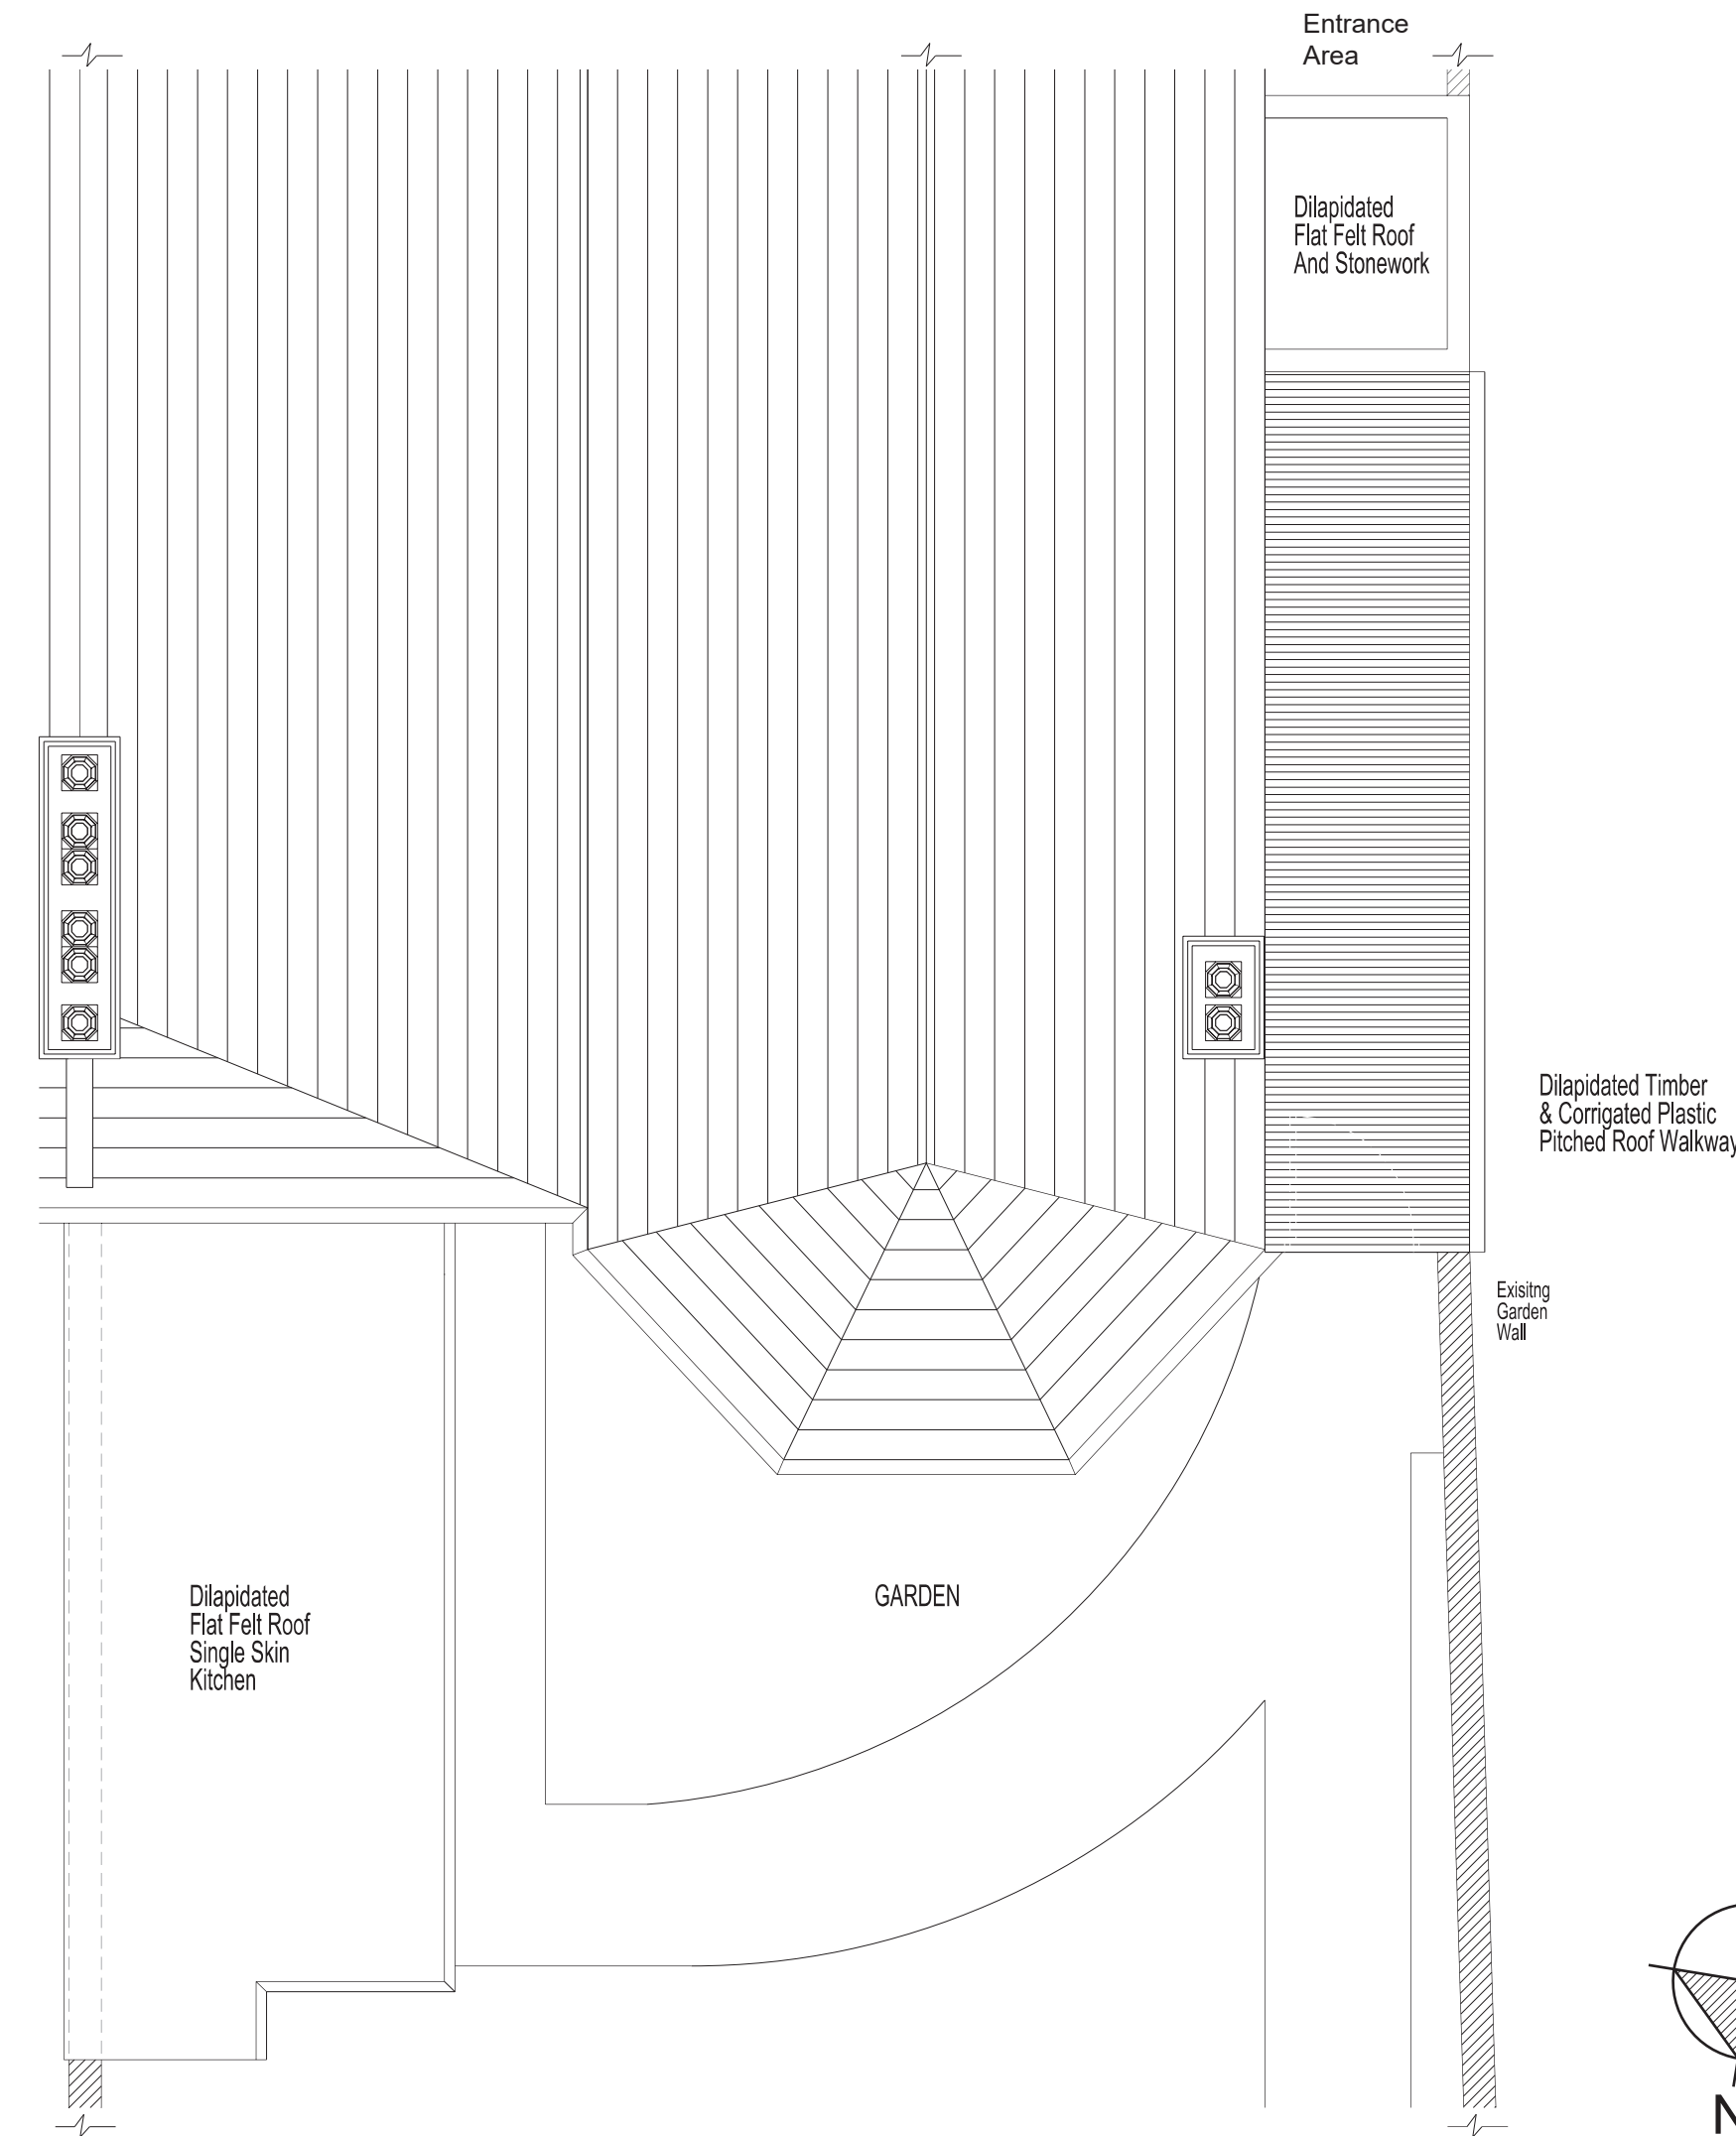 Entrance
Area
Dilapidated
Flat Felt Roof
And Stonework
Dilapidated Timber
& Corrigated Plastic
Pitched Roof Walkway
Exisitng
Garden
Wall
Dilapidated
Flat Felt Roof
Single Skin
Kitchen
GARDEN
N